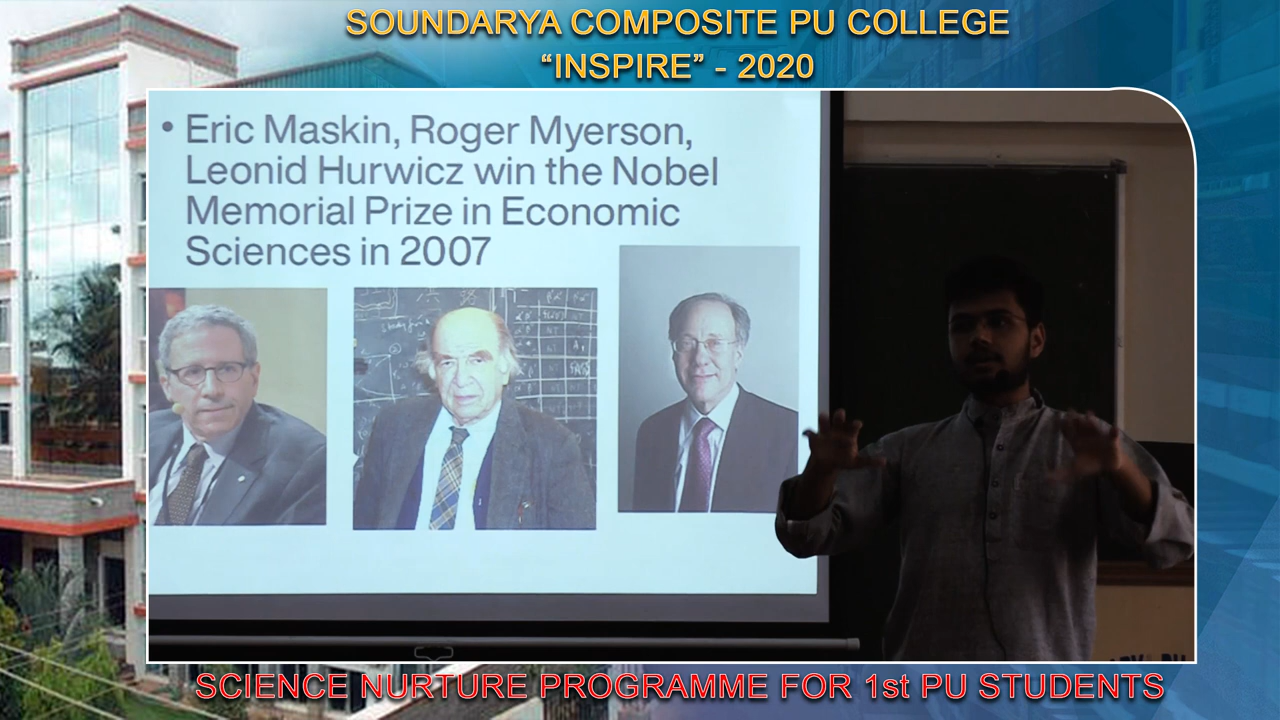 SOUNDARYA COMPOSITE PU COLLEGE
“INSPIRE” - 2020
• Eric Maskin, Roger Myerson,
Leonid Hurwicz win the Nobel
Memorial Prize in Economic
Sciences in 2007
SCIENCE NURTURE PROGRAMME FOR 1st PU STUDENTS